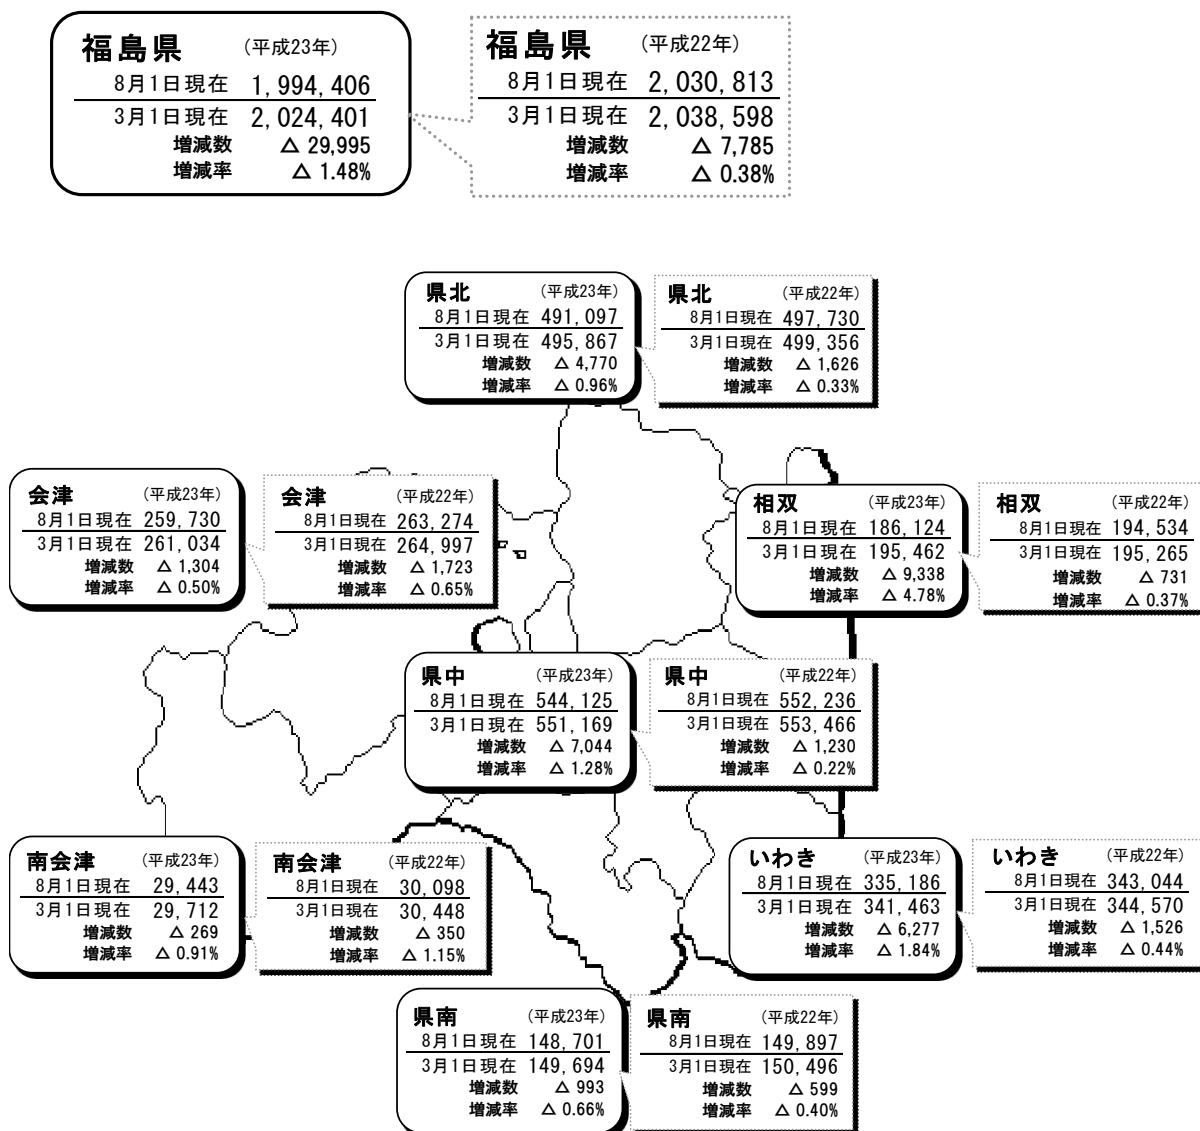 福島県 (平成23年)
8月1日現在 1,994,406
3月1日現在 2,024,401
増減数 △ 29,995
増減率 △ 1.48%
福島県 (平成22年)
8月1日現在 2,030,813
3月1日現在 2,038,598
増減数 △ 7,785
増減率 △ 0.38%
県北 (平成23年)
8月1日現在 491,097
3月1日現在 495,867
増減数 △ 4,770
増減率 △ 0.96%
県北 (平成22年)
8月1日現在 497,730
3月1日現在 499,356
増減数 △ 1,626
増減率 △ 0.33%
会津 (平成23年)
8月1日現在 259,730
3月1日現在 261,034
増減数 △ 1,304
増減率 △ 0.50%
会津 (平成22年)
8月1日現在 263,274
3月1日現在 264,997
増減数 △ 1,723
増減率 △ 0.65%
相双 (平成23年)
8月1日現在 186,124
3月1日現在 195,462
増減数 △ 9,338
増減率 △ 4.78%
相双 (平成22年)
8月1日現在 194,534
3月1日現在 195,265
増減数 △ 731
増減率 △ 0.37%
県中 (平成23年)
8月1日現在 544,125
3月1日現在 551,169
増減数 △ 7,044
増減率 △ 1.28%
県中 (平成22年)
8月1日現在 552,236
3月1日現在 553,466
増減数 △ 1,230
増減率 △ 0.22%
南会津 (平成23年)
8月1日現在 29,443
3月1日現在 29,712
増減数 △ 269
増減率 △ 0.91%
南会津 (平成22年)
8月1日現在 30,098
3月1日現在 30,448
増減数 △ 350
増減率 △ 1.15%
いわき (平成23年)
8月1日現在 335,186
3月1日現在 341,463
増減数 △ 6,277
増減率 △ 1.84%
いわき (平成22年)
8月1日現在 343,044
3月1日現在 344,570
増減数 △ 1,526
増減率 △ 0.44%
県南 (平成23年)
8月1日現在 148,701
3月1日現在 149,694
増減数 △ 993
増減率 △ 0.66%
県南 (平成22年)
8月1日現在 149,897
3月1日現在 150,496
増減数 △ 599
増減率 △ 0.40%